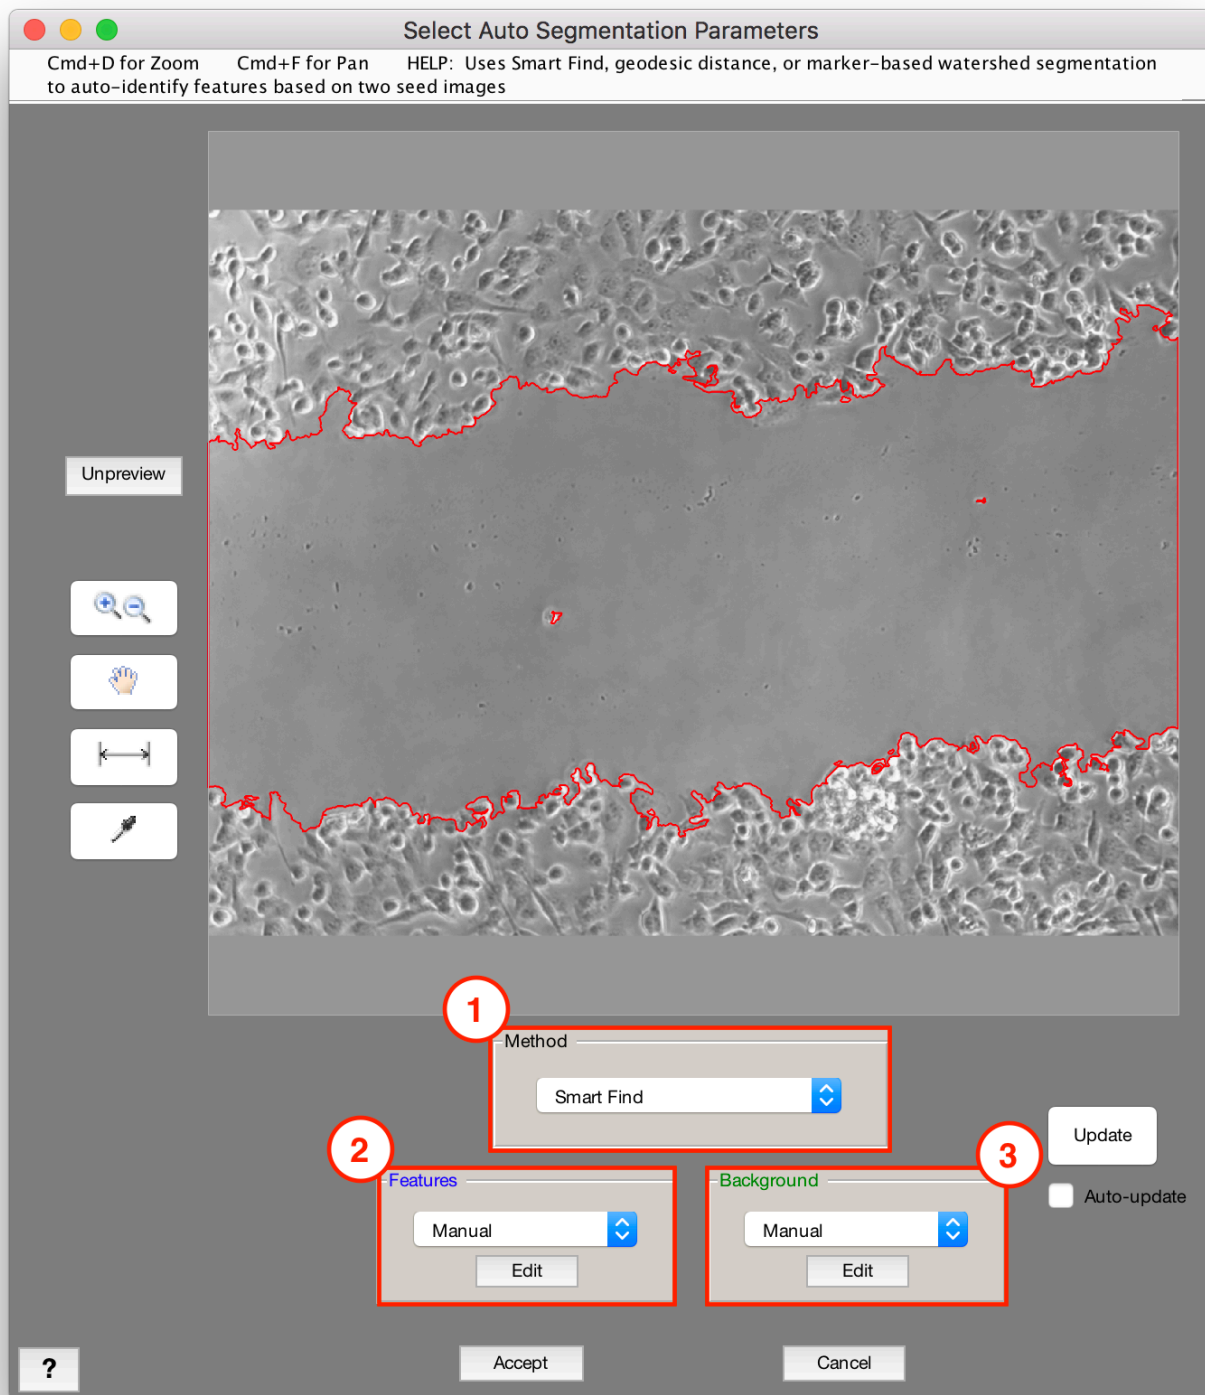 Select Auto Segmentation Parameters
Cmd+D for Zoom Cmd+F for Pan HELP: Uses Smart Find, geodesic distance, or marker-based watershed segmentation
to auto-identify features based on two seed images
Unpreview
1
Method
Smart Find
2
3
Update
Features
Background
Auto-update
Manual
Manual
Edit
Edit
?
Accept
Cancel